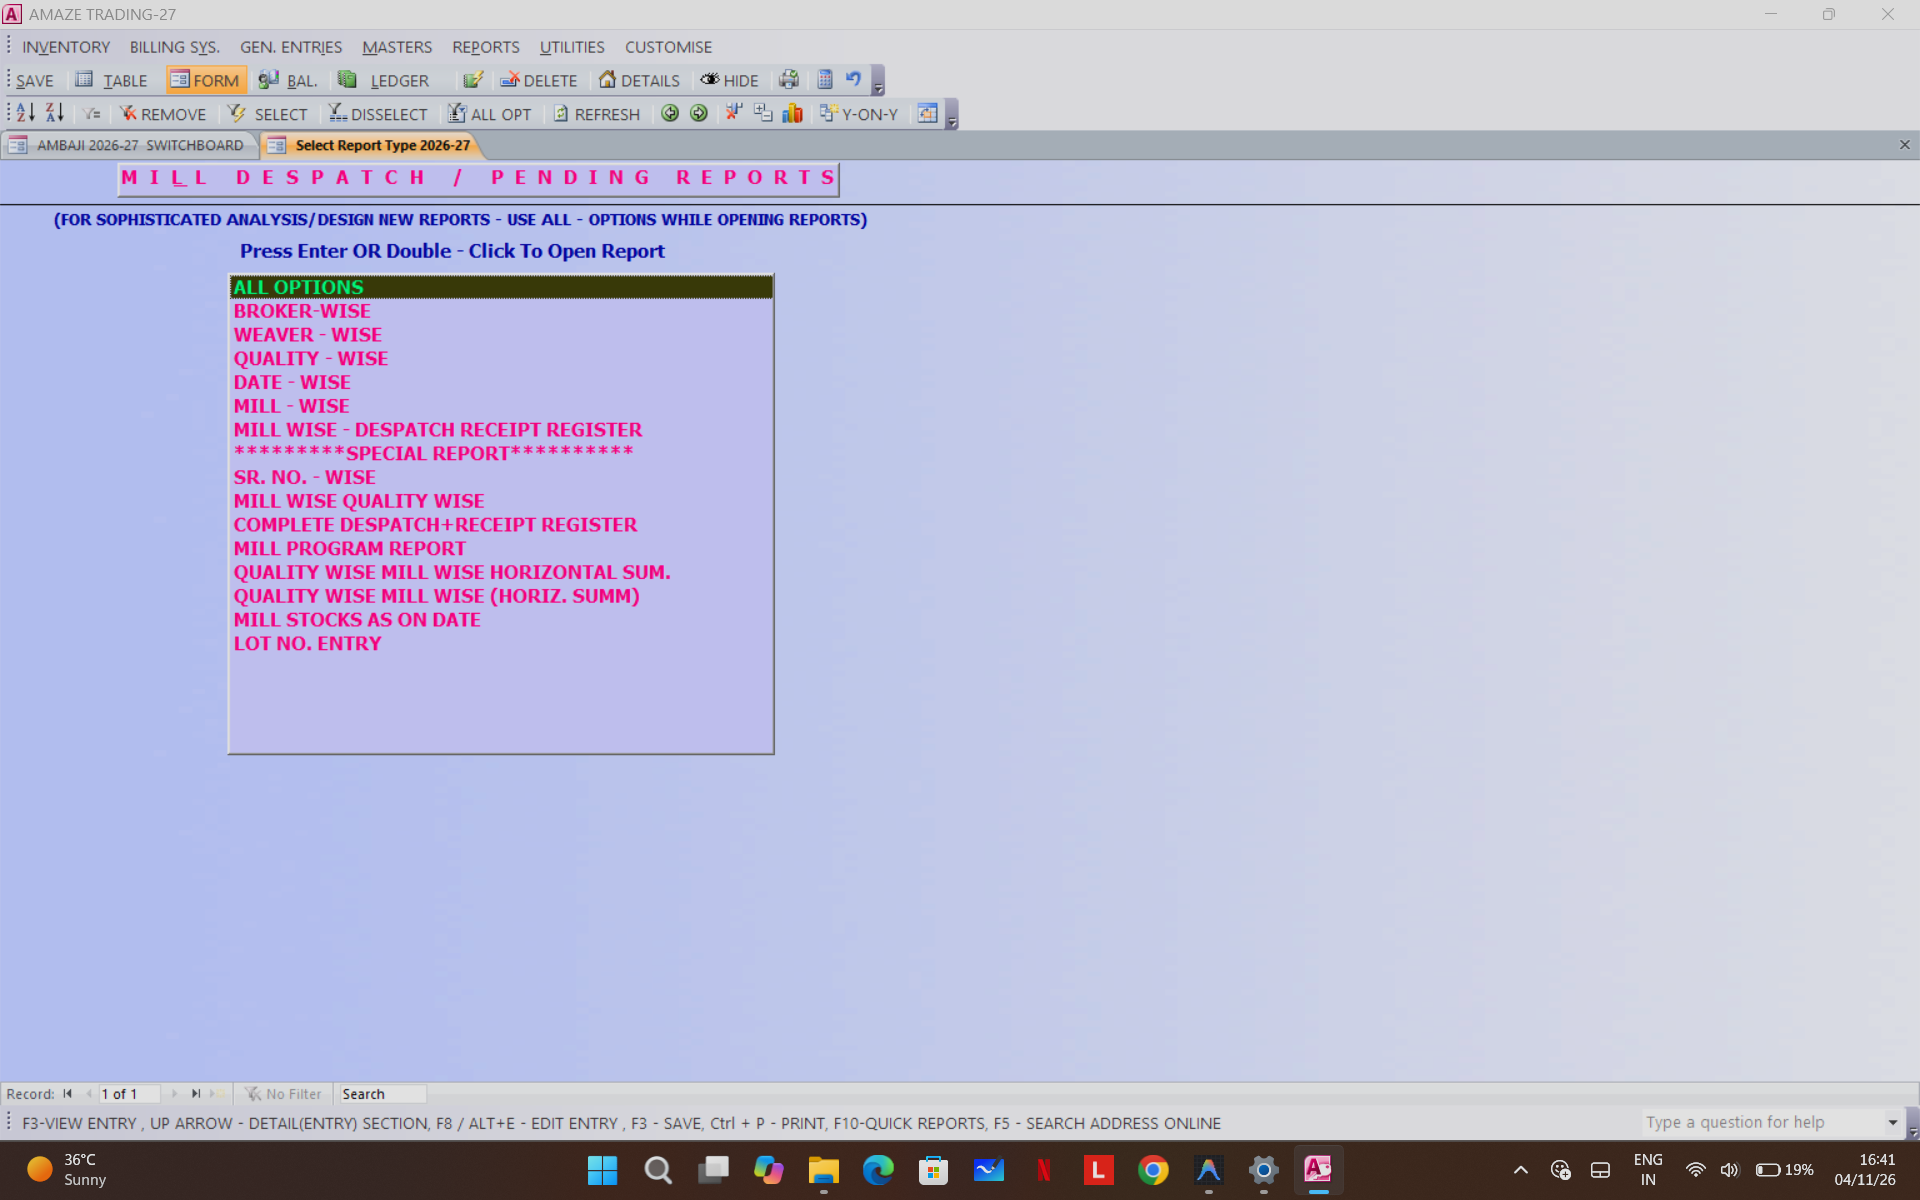 AMAZE TRADING-27
INVENTORY BILLING SYS. GEN. ENTRIES MASTERS REPORTS UTILITIES CUSTOMISE
SAVE TABLE FORM BAL. LEDGER DELETE DETAILS HIDE
REMOVE SELECT DISSELECT ALL OPT REFRESH Y-ON-Y
AMBAJI 2026-27 SWITCHBOARD Select Report Type 2026-27
MILL DESPATCH / PENDING REPORTS
(FOR SOPHISTICATED ANALYSIS/DESIGN NEW REPORTS - USE ALL - OPTIONS WHILE OPENING REPORTS)
Press Enter OR Double - Click To Open Report
ALL OPTIONS
BROKER-WISE
WEAVER - WISE
QUALITY - WISE
DATE - WISE
MILL - WISE
MILL WISE - DESPATCH RECEIPT REGISTER
*********SPECIAL REPORT**********
SR. NO. - WISE
MILL WISE QUALITY WISE
COMPLETE DESPATCH+RECEIPT REGISTER
MILL PROGRAM REPORT
QUALITY WISE MILL WISE HORIZONTAL SUM.
QUALITY WISE MILL WISE (HORIZ. SUMM)
MILL STOCKS AS ON DATE
LOT NO. ENTRY
Record: 1 of 1 No Filter Search
F3-VIEW ENTRY , UP ARROW - DETAIL(ENTRY) SECTION, F8 / ALT+E - EDIT ENTRY , F3 - SAVE, Ctrl + P - PRINT, F10-QUICK REPORTS, F5 - SEARCH ADDRESS ONLINE
Type a question for help
36°C
Sunny
ENG
IN
19%
16:41
04/11/26